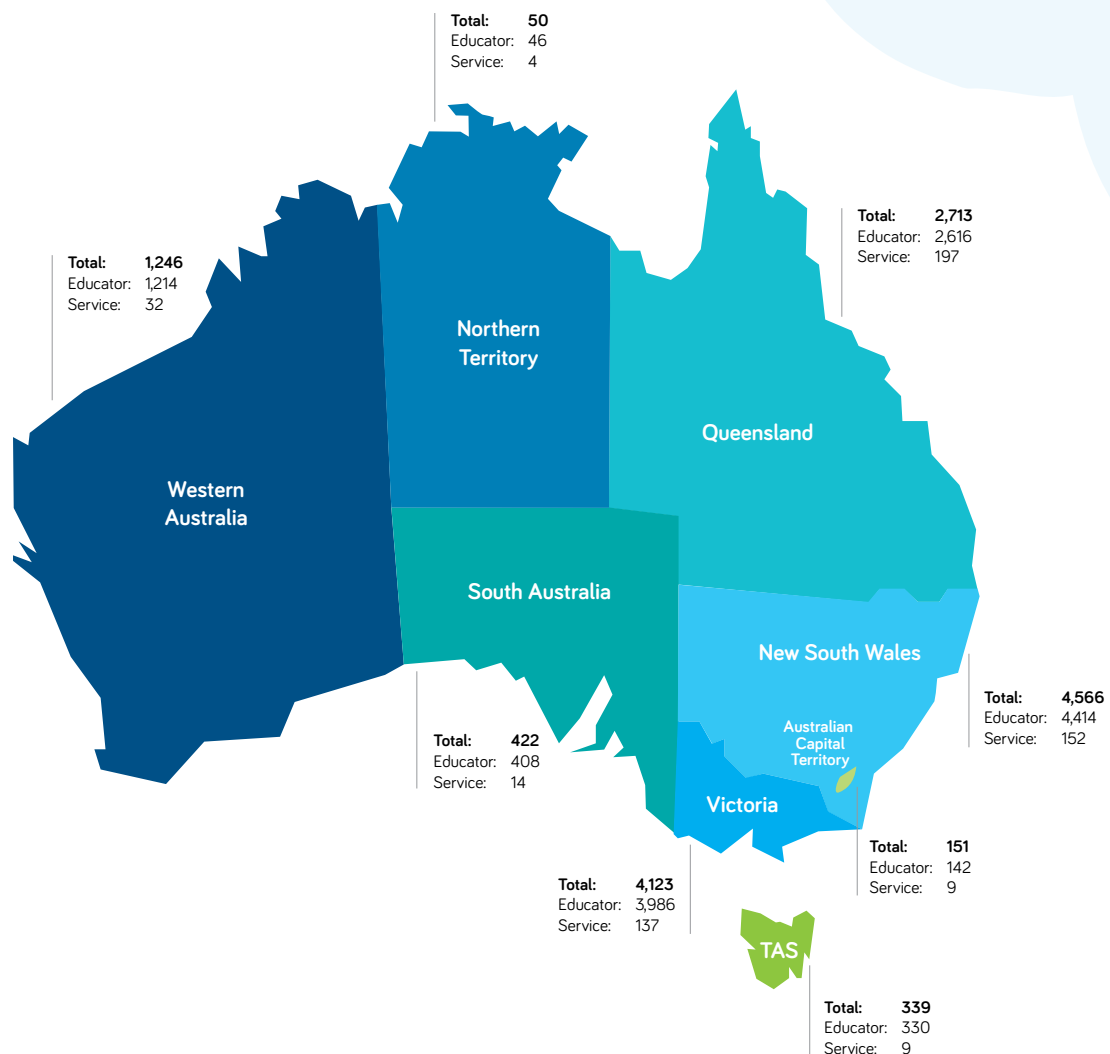 Total: 50
Educator: 46
Service: 4
Total: 2,713
Educator: 2,616
Service: 197
Total: 1,246
Educator: 1,214
Service: 32
Northern
Territory
Queensland
Western
Australia
South Australia
New South Wales
Total: 4,566
Educator: 4,414
Service: 152
Australian
Capital
Territory
Total: 422
Educator: 408
Service: 14
Victoria
Total: 151
Educator: 142
Service: 9
Total: 4,123
Educator: 3,986
Service: 137
TAS
Total: 339
Educator: 330
Service: 9